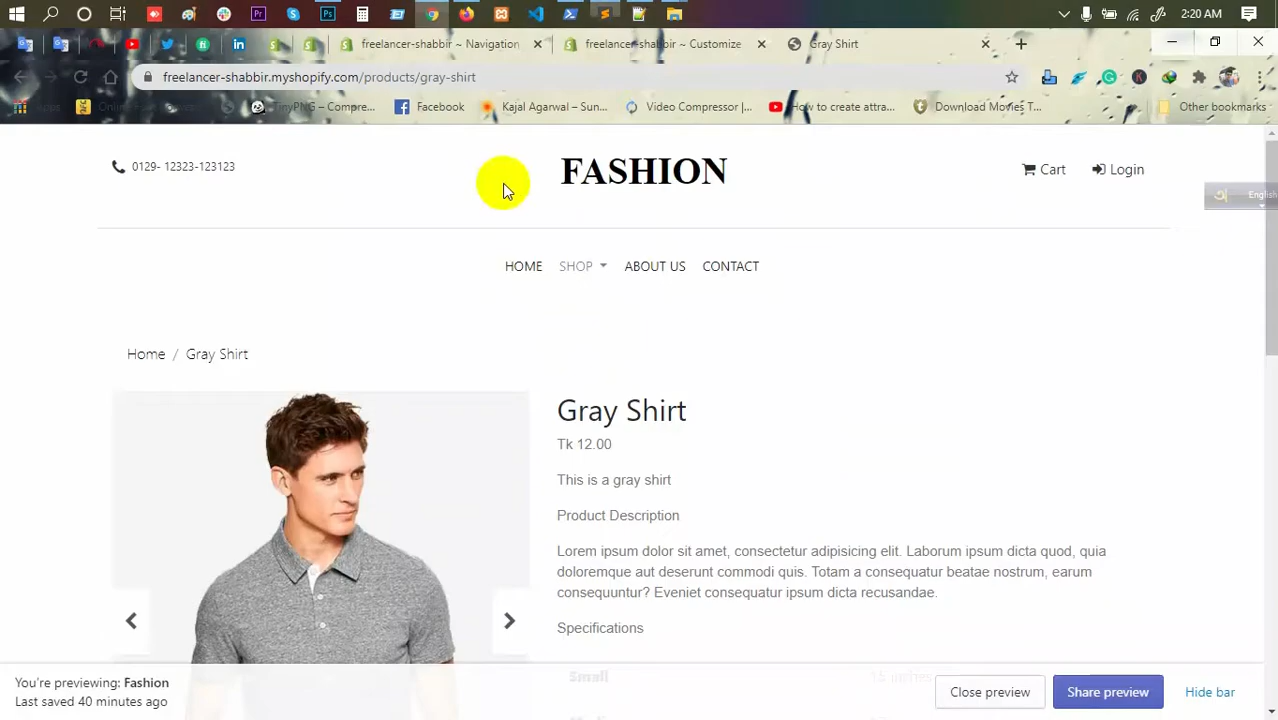 2:20 AM
freelancer-shabbir ~ Navigation
freelancer-shabbir ~ Customize
Gray Shirt
freelancer-shabbir.myshopify.com/products/gray-shirt
Apps
TinyPNG – Compre...
Facebook
Kajal Agarwal – Sun...
Video Compressor |...
How to create attra...
Download Movies T...
Other bookmarks
0129- 12323-123123
FASHION
Cart
Login
English
HOME
SHOP
ABOUT US
CONTACT
Home / Gray Shirt
Gray Shirt
Tk 12.00
This is a gray shirt
Product Description
Lorem ipsum dolor sit amet, consectetur adipisicing elit. Laborum ipsum dicta quod, quia
doloremque aut deserunt commodi quis. Totam a consequatur beatae nostrum, earum
consequuntur? Eveniet consequatur ipsum dicta recusandae.
Specifications
Small
You're previewing: Fashion
Last saved 40 minutes ago
Close preview
Share preview
Hide bar